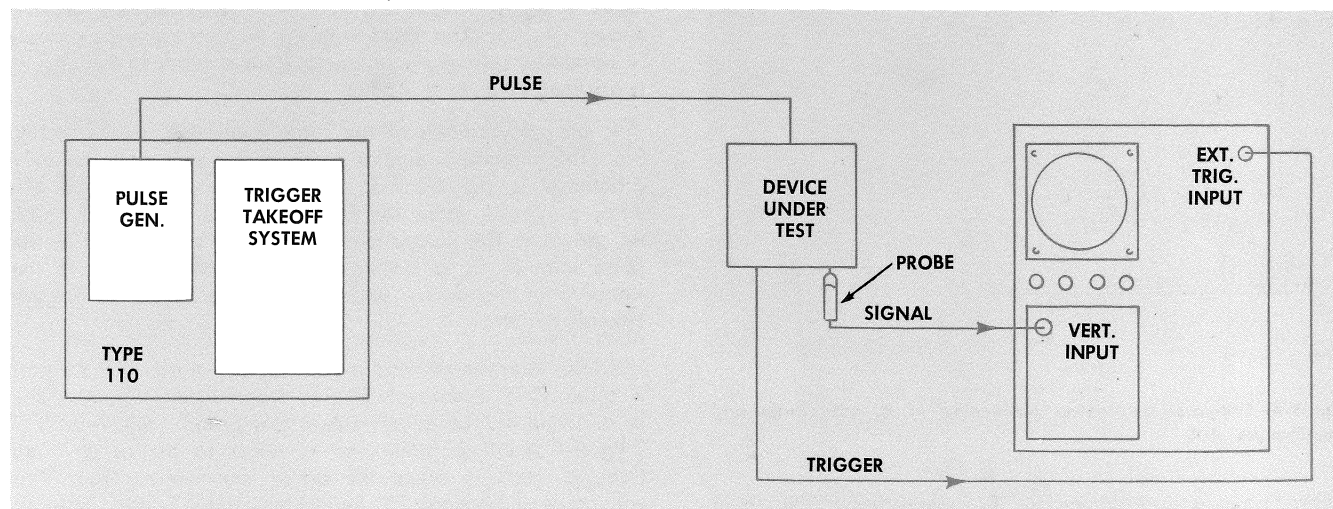 PULSE
PULSE
GEN.
TRIGGER
TAKEOFF
SYSTEM
TYPE
110
DEVICE
UNDER
TEST
PROBE
SIGNAL
EXT.
TRIG.
INPUT
VERT.
INPUT
TRIGGER